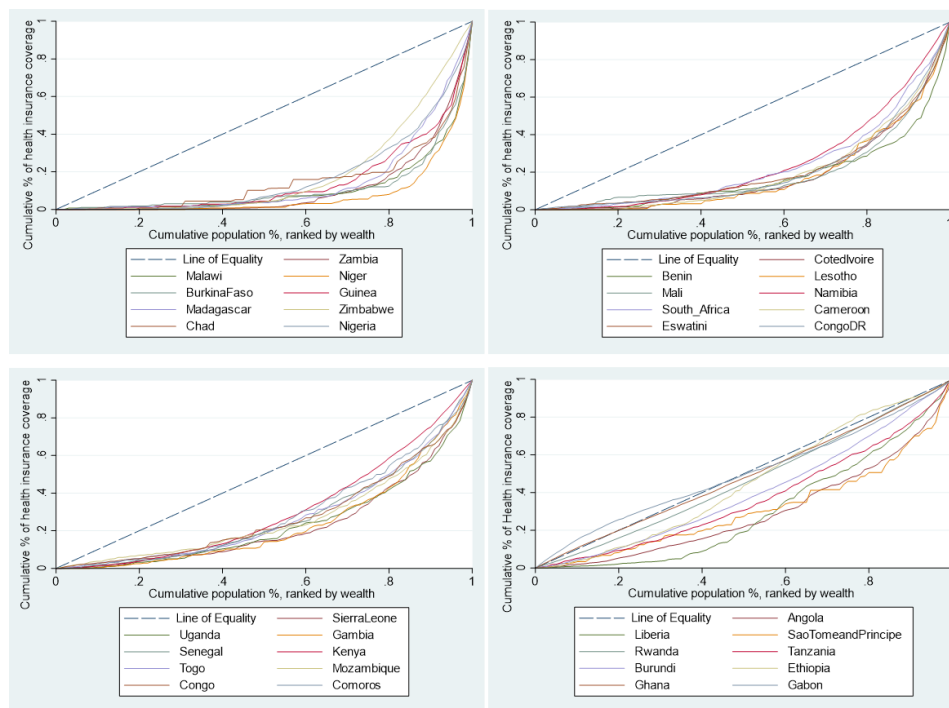 Cumulative % of health insurance coverage
1
.8
.6
.4
.2
0
0 .2 .4 .6 .8 1
Cumulative population %, ranked by wealth
Line of Equality Zambia
Malawi Niger
BurkinaFaso Guinea
Madagascar Zimbabwe
Chad Nigeria
Cumulative % of health insurance coverage
1
.8
.6
.4
.2
0
0 .2 .4 .6 .8 1
Cumulative population %, ranked by wealth
Line of Equality CotedIvoire
Benin Lesotho
Mali Namibia
South_Africa Cameroon
Eswatini CongoDR
Cumulative % of health insurance coverage
1
.8
.6
.4
.2
0
0 .2 .4 .6 .8 1
Cumulative population %, ranked by wealth
Line of Equality SierraLeone
Uganda Gambia
Senegal Kenya
Togo Mozambique
Congo Comoros
Cumulative % of Health insurance coverage
1
.8
.6
.4
.2
0
0 .2 .4 .6 .8 1
Cumulative population %, ranked by wealth
Line of Equality Angola
Liberia SaoTomeandPrincipe
Rwanda Tanzania
Burundi Ethiopia
Ghana Gabon